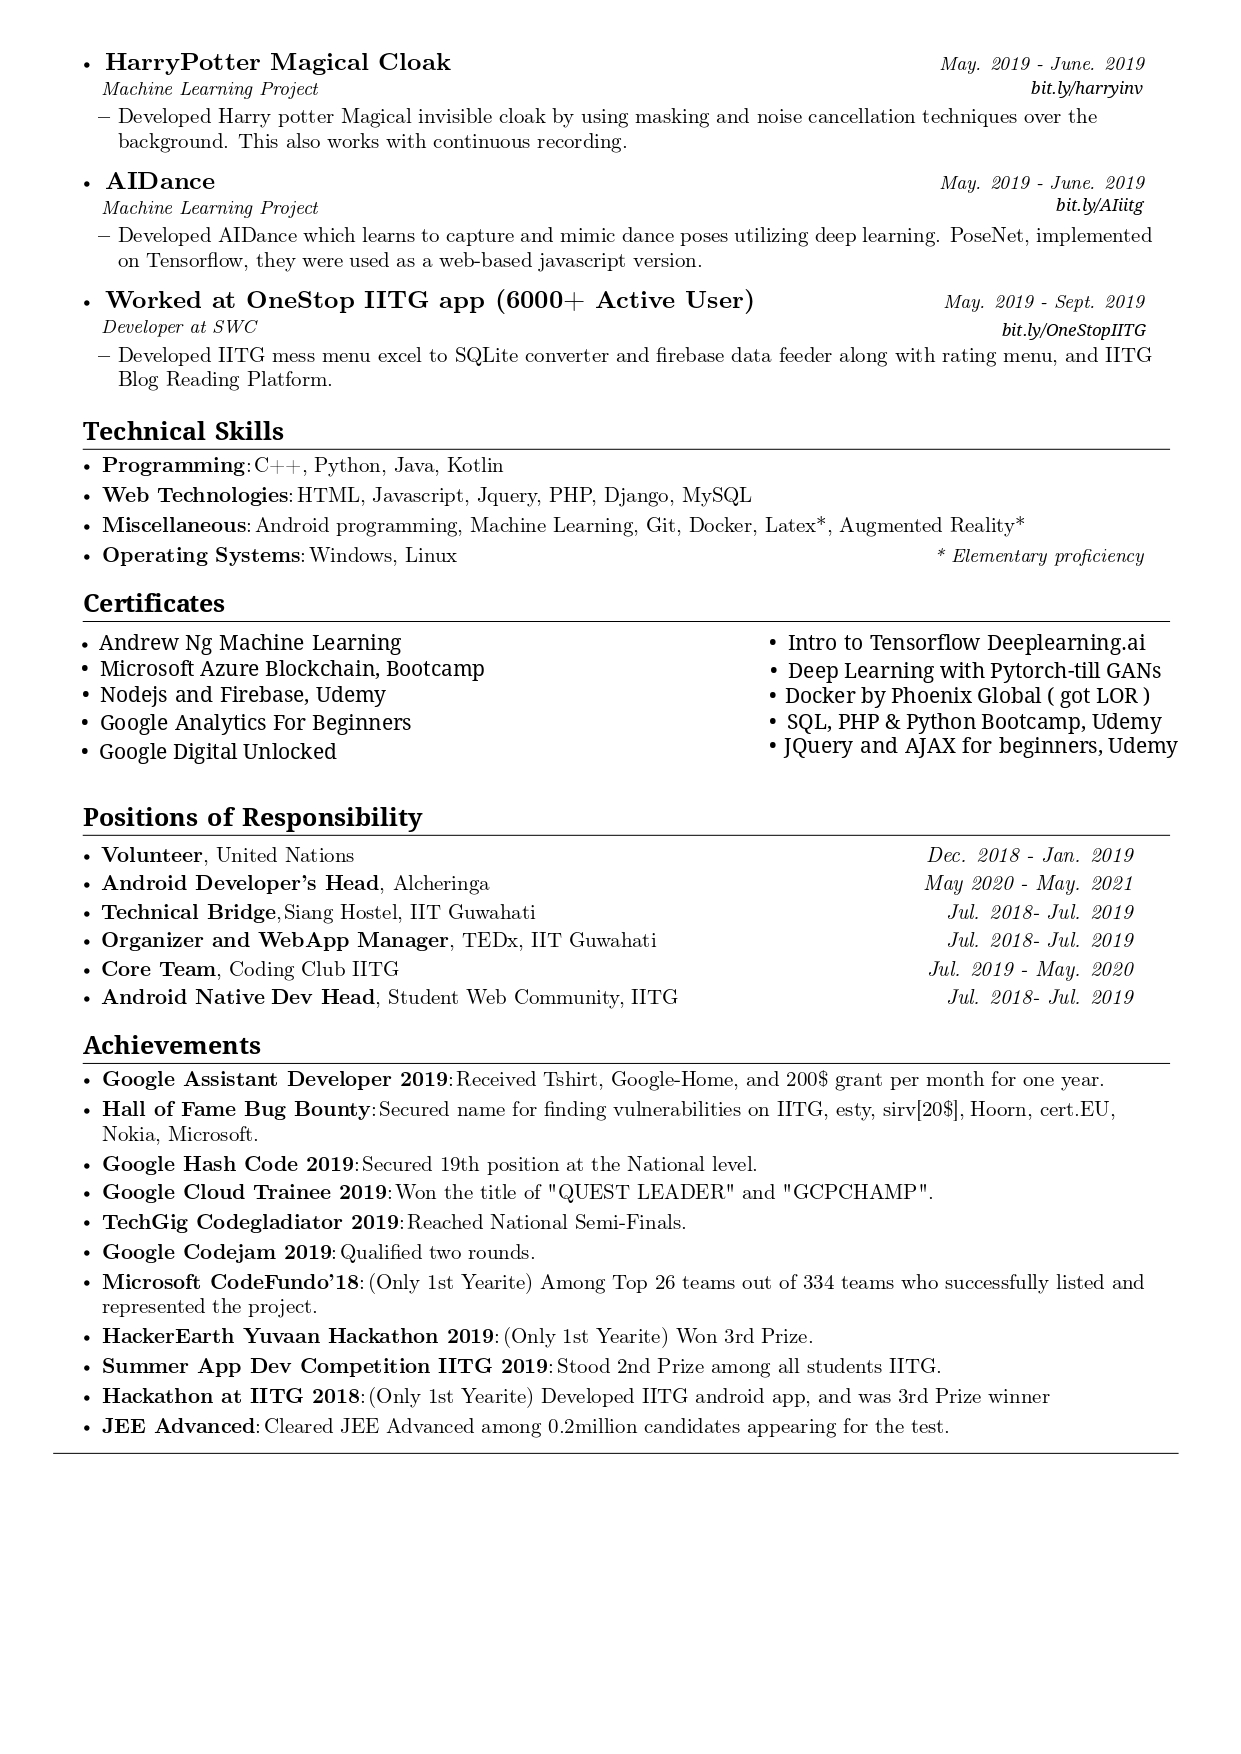 • HarryPotter Magical Cloak May. 2019 - June. 2019
Machine Learning Project bit.ly/harryinv
– Developed Harry potter Magical invisible cloak by using masking and noise cancellation techniques over the
background. This also works with continuous recording.
• AIDance May. 2019 - June. 2019
Machine Learning Project bit.ly/AIiitg
– Developed AIDance which learns to capture and mimic dance poses utilizing deep learning. PoseNet, implemented
on Tensorflow, they were used as a web-based javascript version.
• Worked at OneStop IITG app (6000+ Active User) May. 2019 - Sept. 2019
Developer at SWC bit.ly/OneStopIITG
– Developed IITG mess menu excel to SQLite converter and firebase data feeder along with rating menu, and IITG
Blog Reading Platform.
Technical Skills
• Programming: C++, Python, Java, Kotlin
• Web Technologies: HTML, Javascript, Jquery, PHP, Django, MySQL
• Miscellaneous: Android programming, Machine Learning, Git, Docker, Latex*, Augmented Reality*
• Operating Systems: Windows, Linux * Elementary proficiency
Certificates
• Andrew Ng Machine Learning • Intro to Tensorflow Deeplearning.ai
• Microsoft Azure Blockchain, Bootcamp • Deep Learning with Pytorch-till GANs
• Nodejs and Firebase, Udemy • Docker by Phoenix Global ( got LOR )
• Google Analytics For Beginners • SQL, PHP & Python Bootcamp, Udemy
• Google Digital Unlocked • JQuery and AJAX for beginners, Udemy
Positions of Responsibility
• Volunteer, United Nations Dec. 2018 - Jan. 2019
• Android Developer's Head, Alcheringa May 2020 - May. 2021
• Technical Bridge,Siang Hostel, IIT Guwahati Jul. 2018- Jul. 2019
• Organizer and WebApp Manager, TEDx, IIT Guwahati Jul. 2018- Jul. 2019
• Core Team, Coding Club IITG Jul. 2019 - May. 2020
• Android Native Dev Head, Student Web Community, IITG Jul. 2018- Jul. 2019
Achievements
• Google Assistant Developer 2019: Received Tshirt, Google-Home, and 200$ grant per month for one year.
• Hall of Fame Bug Bounty: Secured name for finding vulnerabilities on IITG, esty, sirv[20$], Hoorn, cert.EU,
Nokia, Microsoft.
• Google Hash Code 2019: Secured 19th position at the National level.
• Google Cloud Trainee 2019: Won the title of "QUEST LEADER" and "GCPCHAMP".
• TechGig Codegladiator 2019: Reached National Semi-Finals.
• Google Codejam 2019: Qualified two rounds.
• Microsoft CodeFundo'18: (Only 1st Yearite) Among Top 26 teams out of 334 teams who successfully listed and
represented the project.
• HackerEarth Yuvaan Hackathon 2019: (Only 1st Yearite) Won 3rd Prize.
• Summer App Dev Competition IITG 2019: Stood 2nd Prize among all students IITG.
• Hackathon at IITG 2018: (Only 1st Yearite) Developed IITG android app, and was 3rd Prize winner
• JEE Advanced: Cleared JEE Advanced among 0.2million candidates appearing for the test.